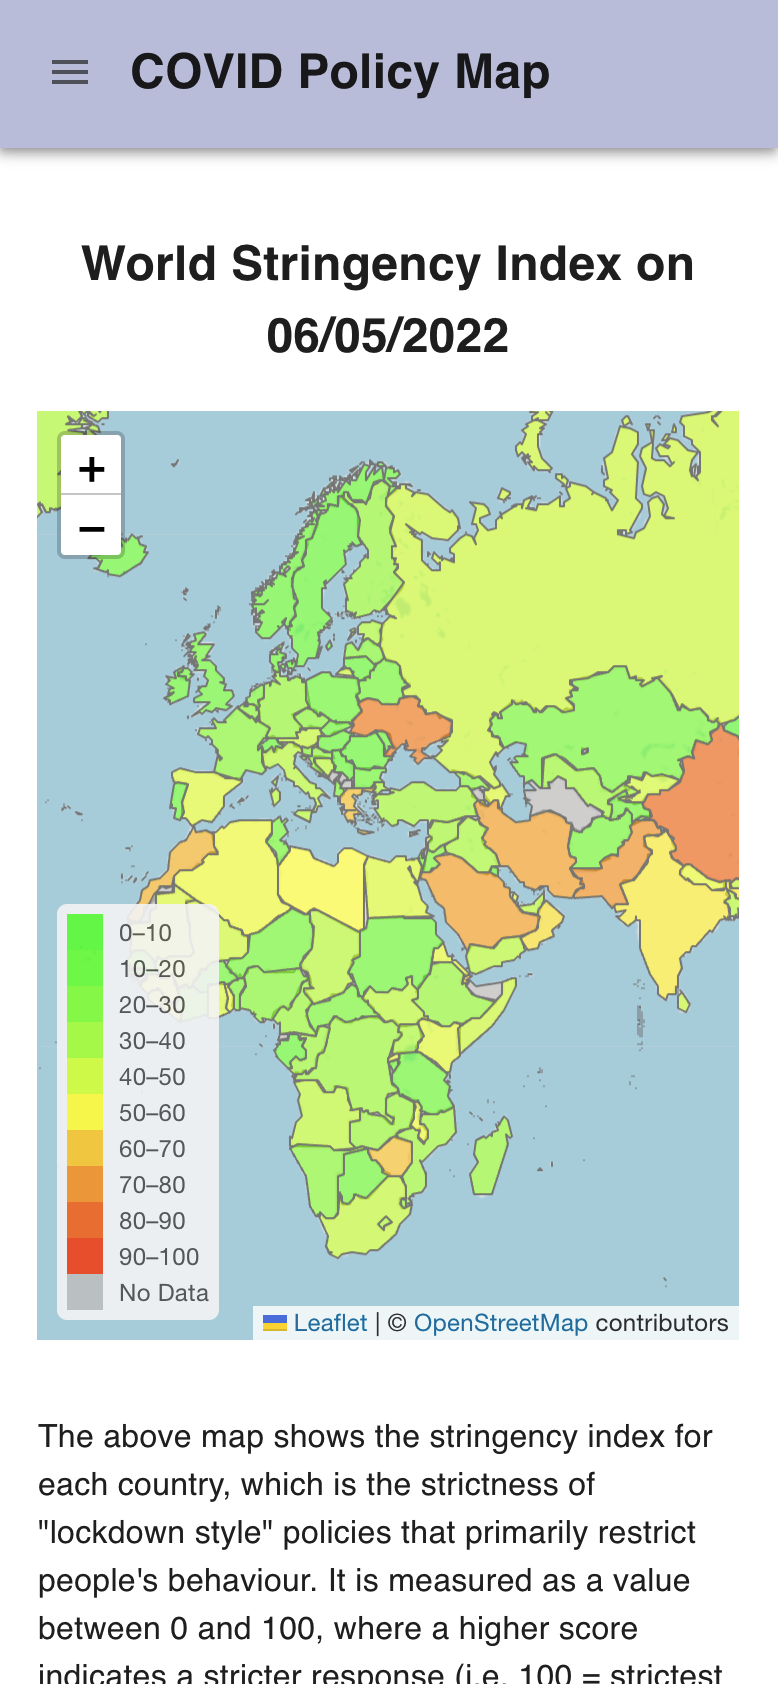 COVID Policy Map
World Stringency Index on
06/05/2022
+
−
0–10
10–20
20–30
30–40
40–50
50–60
60–70
70–80
80–90
90–100
No Data
Leaflet | © OpenStreetMap contributors
The above map shows the stringency index for
each country, which is the strictness of
"lockdown style" policies that primarily restrict
people's behaviour. It is measured as a value
between 0 and 100, where a higher score
indicates a stricter response (i.e. 100 = strictest